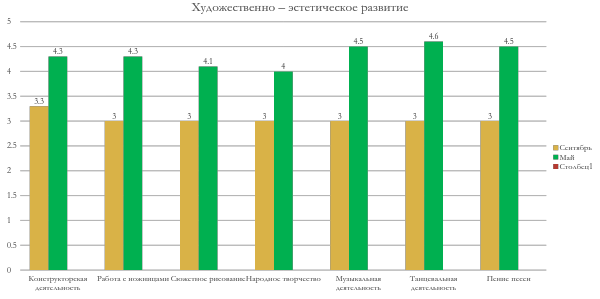 Художественно – эстетическое развитие
5
4.5
4
3.5
3
2.5
2
1.5
1
0.5
0
3.3 4.3 3 4.3 3 4.1 3 4 3 4.5 3 4.6 3 4.5
Конструкторская деятельность
Работа с ножницами
Сюжетное рисование
Народное творчество
Музыкальная деятельность
Танцевальная деятельность
Пение песен
Сентябрь
Май
Столбец1